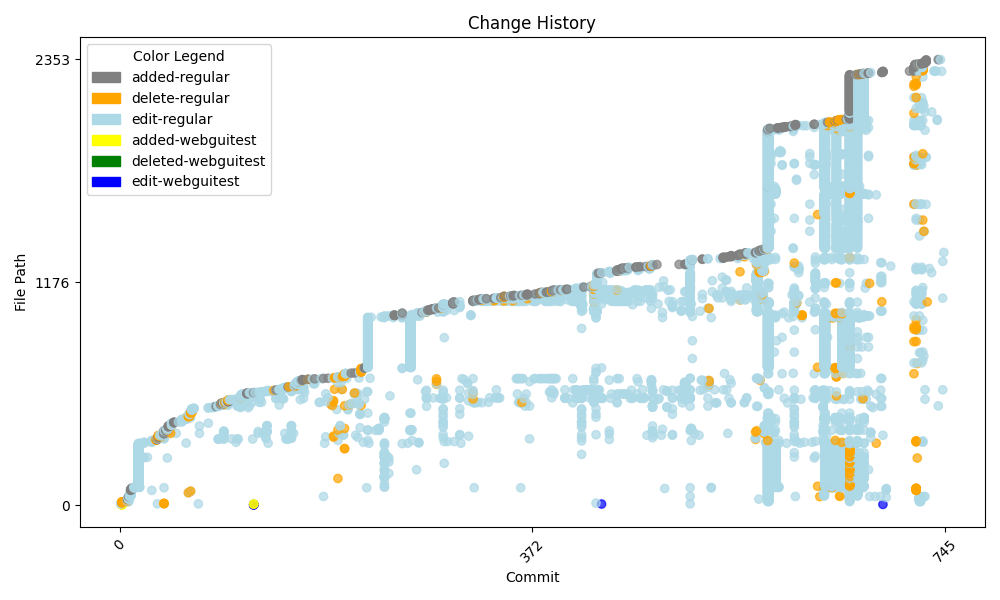 Change History
2353
Color Legend
added-regular
delete-regular
edit-regular
added-webguitest
deleted-webguitest
edit-webguitest
File Path
1176
0
0
372
745
Commit